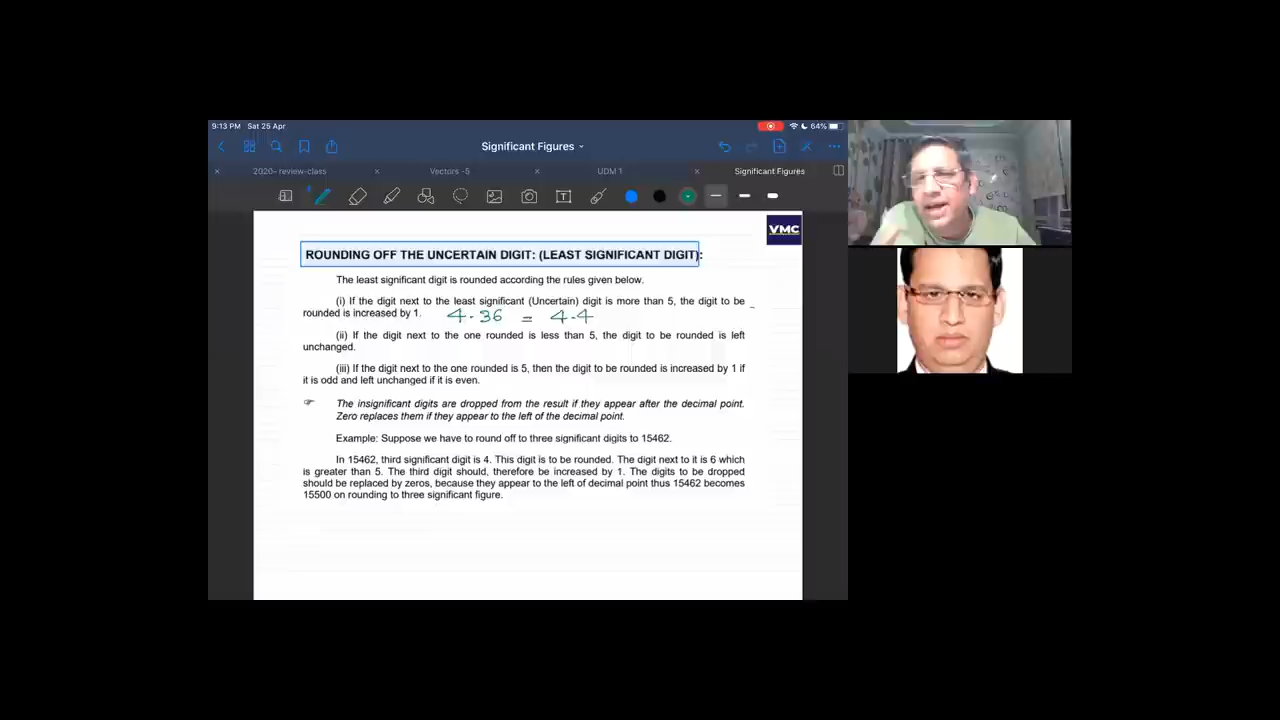 9:13 PM Sat 25 Apr
64%
Significant Figures
2020- review-class
Vectors -5
UDM 1
Significant Figures
VMC
ROUNDING OFF THE UNCERTAIN DIGIT: (LEAST SIGNIFICANT DIGIT):
The least significant digit is rounded according the rules given below.
(i) If the digit next to the least significant (Uncertain) digit is more than 5, the digit to be
rounded is increased by 1. 4.36 = 4.4
(ii) If the digit next to the one rounded is less than 5, the digit to be rounded is left
unchanged.
(iii) If the digit next to the one rounded is 5, then the digit to be rounded is increased by 1 if
it is odd and left unchanged if it is even.
The insignificant digits are dropped from the result if they appear after the decimal point.
Zero replaces them if they appear to the left of the decimal point.
Example: Suppose we have to round off to three significant digits to 15462.
In 15462, third significant digit is 4. This digit is to be rounded. The digit next to it is 6 which
is greater than 5. The third digit should, therefore be increased by 1. The digits to be dropped
should be replaced by zeros, because they appear to the left of decimal point thus 15462 becomes
15500 on rounding to three significant figure.